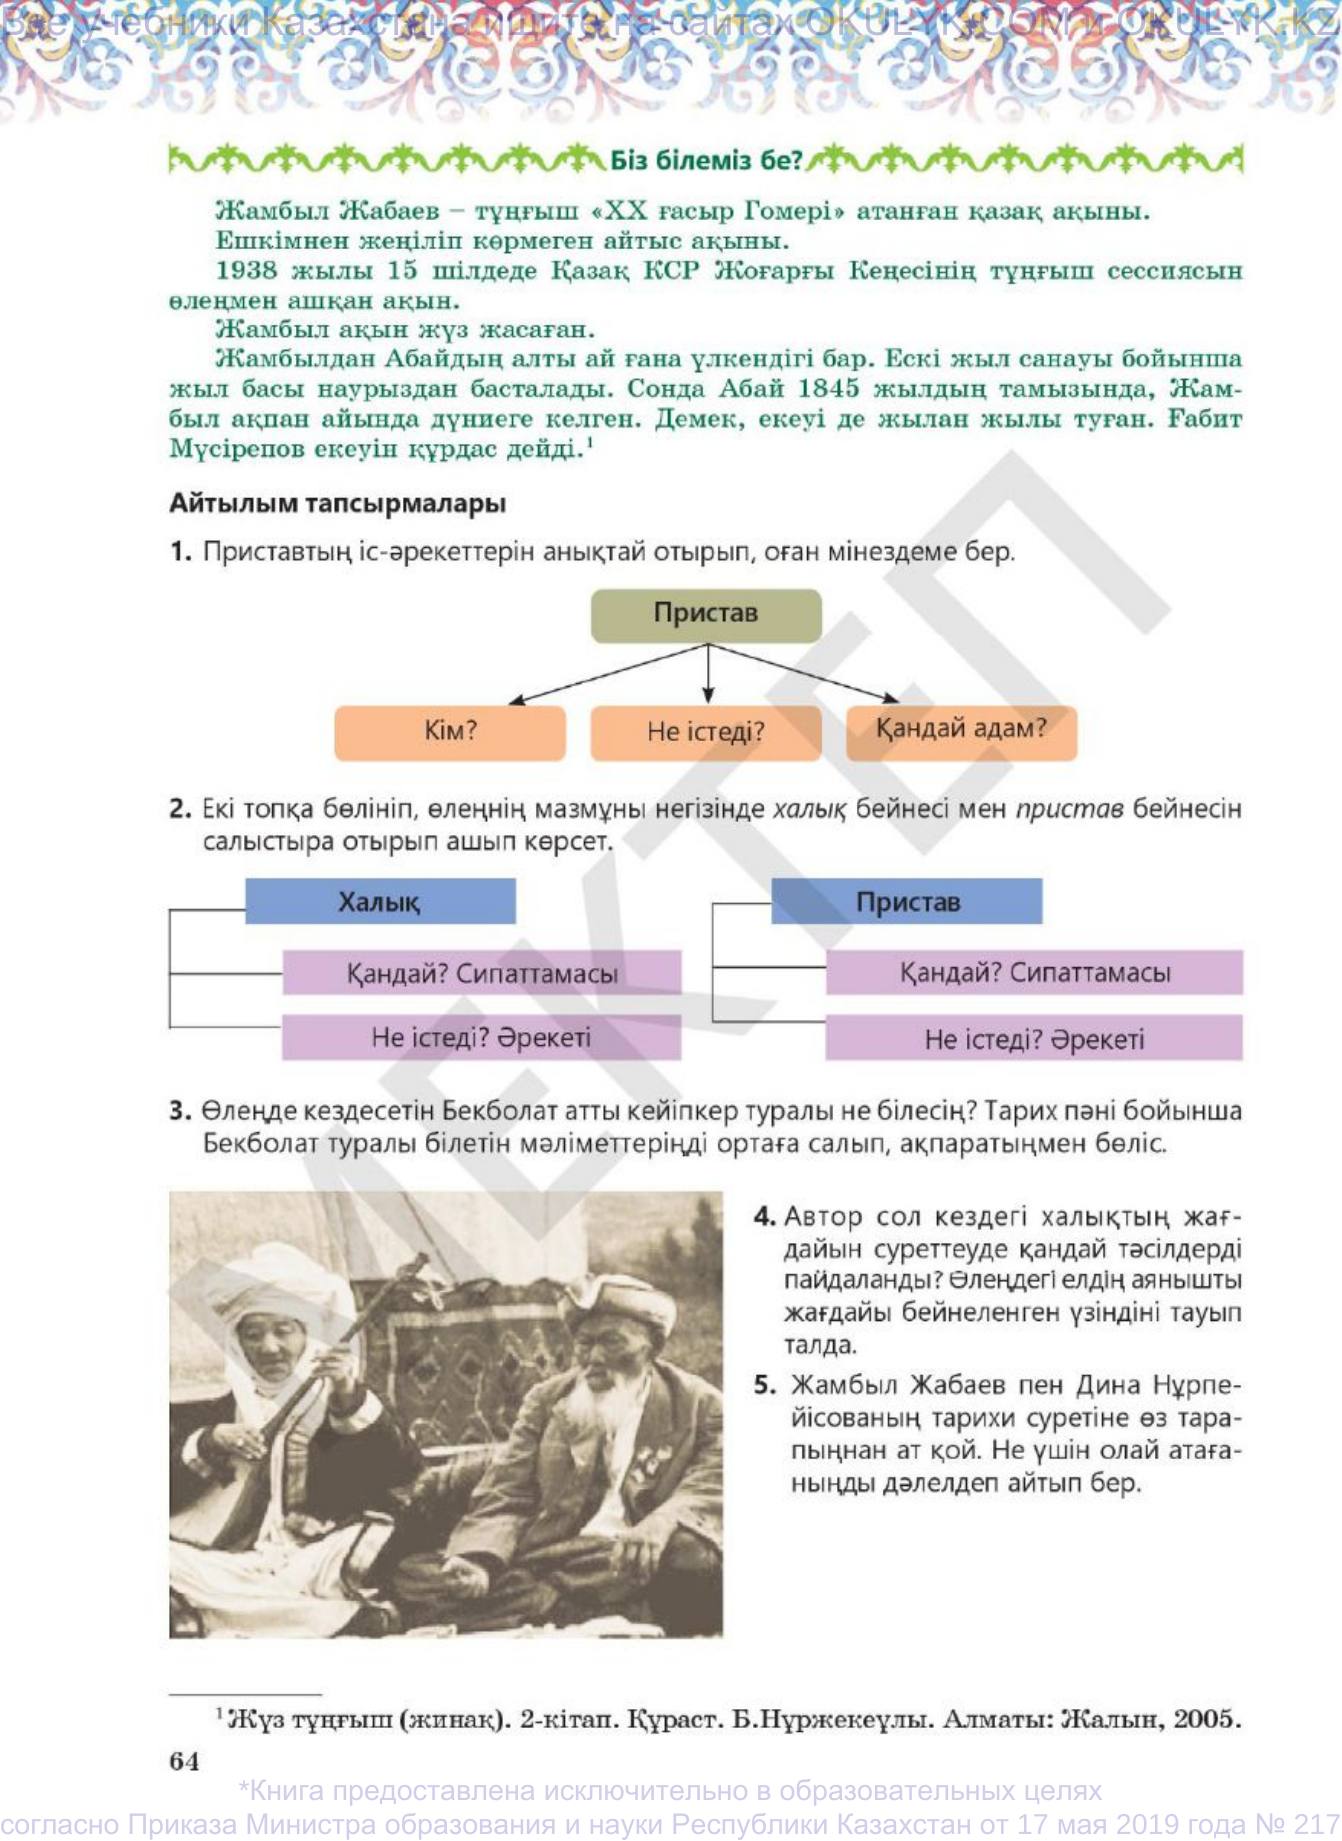 Все учебники Казахстана ищите на сайтах OKULYK.COM и OKULYK.KZ
Біз білеміз бе?
Жамбыл Жабаев – тұңғыш «XX ғасыр Гомері» атанған қазақ ақыны.
Ешкімнен жеңіліп көрмеген айтыс ақыны.
1938 жылы 15 шілдеде Қазақ КСР Жоғарғы Кеңесінің тұңғыш сессиясын
өлеңмен ашқан ақын.
Жамбыл ақын жүз жасаған.
Жамбылдан Абайдың алты ай ғана үлкендігі бар. Ескі жыл санауы бойынша
жыл басы наурыздан басталады. Сонда Абай 1845 жылдың тамызында, Жам-
был ақпан айында дүниеге келген. Демек, екеуі де жылан жылы туған. Ғабит
Мүсірепов екеуін құрдас дейді.¹
Айтылым тапсырмалары
1. Приставтың іс-әрекеттерін анықтай отырып, оған мінездеме бер.
Пристав
Кім?
Не істеді?
Қандай адам?
2. Екі топқа бөлініп, өлеңнің мазмұны негізінде халық бейнесі мен пристав бейнесін
салыстыра отырып ашып көрсет.
Халық
Қандай? Сипаттамасы
Не істеді? Әрекеті
Пристав
Қандай? Сипаттамасы
Не істеді? Әрекеті
3. Өлеңде кездесетін Бекболат атты кейіпкер туралы не білесің? Тарих пәні бойынша
Бекболат туралы білетін мәліметтеріңді ортаға салып, ақпаратыңмен бөліс.
4. Автор сол кездегі халықтың жағ-
дайын суреттеуде қандай тәсілдерді
пайдаланды? Өлеңдегі елдің аянышты
жағдайы бейнеленген үзіндіні тауып
талда.
5. Жамбыл Жабаев пен Дина Нұрпе-
йісованың тарихи суретіне өз тара-
пыңнан ат қой. Не үшін олай атаға-
ныңды дәлелдеп айтып бер.
¹ Жүз тұңғыш (жинақ). 2-кітап. Құраст. Б.Нұржекеұлы. Алматы: Жалын, 2005.
64
*Книга предоставлена исключительно в образовательных целях
согласно Приказа Министра образования и науки Республики Казахстан от 17 мая 2019 года № 217
МЕКТЕП